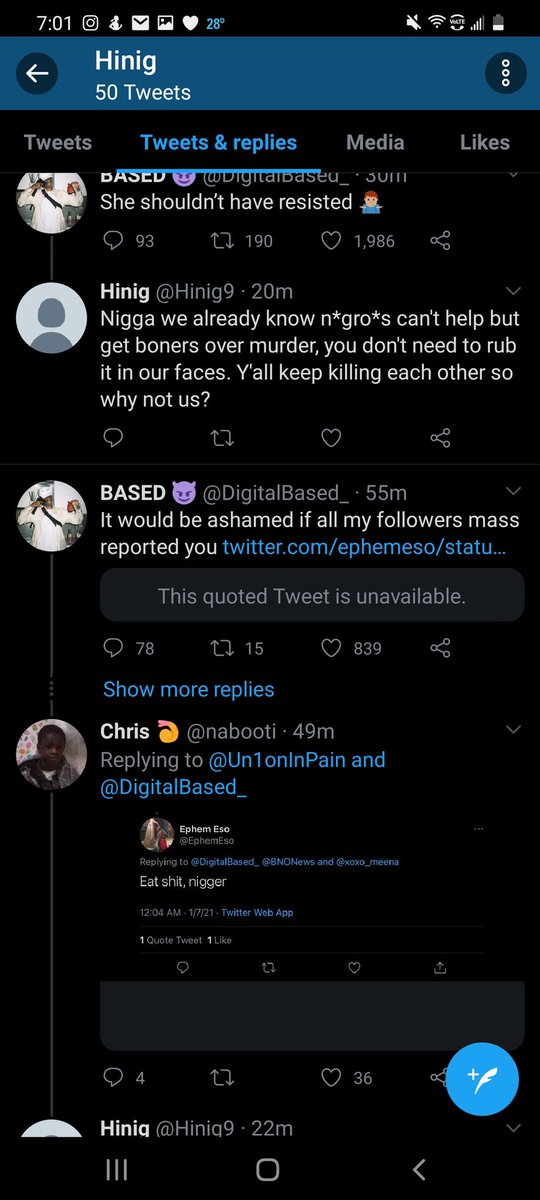 7:01 28°
Hinig
50 Tweets
Tweets Tweets & replies Media Likes
BASED 😈 @DigitalBased_ · 30m
She shouldn't have resisted 🤷🏽‍♂️
93 190 1,986
Hinig @Hinig9 · 20m
Nigga we already know n*gro*s can't help but
get boners over murder, you don't need to rub
it in our faces. Y'all keep killing each other so
why not us?
BASED 😈 @DigitalBased_ · 55m
It would be ashamed if all my followers mass
reported you twitter.com/ephemeso/statu...
This quoted Tweet is unavailable.
78 15 839
Show more replies
Chris @nabooti · 49m
Replying to @Un1onInPain and
@DigitalBased_
Ephem Eso
@EphemEso
Replying to @DigitalBased_ @BNONews and @xoxo_meena
Eat shit, nigger
12:04 AM · 1/7/21 · Twitter Web App
1 Quote Tweet 1 Like
4 36
Hinig @Hinig9 · 22m